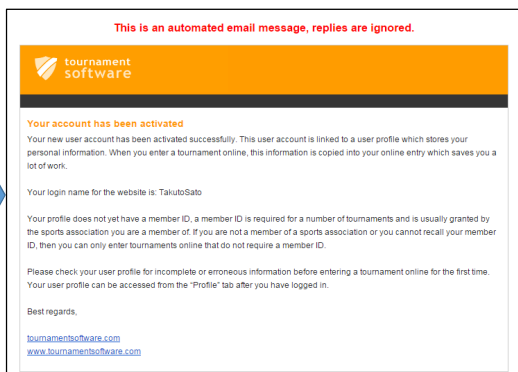 This is an automated email message, replies are ignored.
tournament
software
Your account has been activated
Your new user account has been activated successfully. This user account is linked to a user profile which stores your
personal information. When you enter a tournament online, this information is copied into your online entry which saves you a
lot of work.
Your login name for the website is: TakutoSato
Your profile does not yet have a member ID, a member ID is required for a number of tournaments and is usually granted by
the sports association you are a member of. If you are not a member of a sports association or you cannot recall your member
ID, then you can only enter tournaments online that do not require a member ID.
Please check your user profile for incomplete or erroneous information before entering a tournament online for the first time.
Your user profile can be accessed from the "Profile" tab after you have logged in.
Best regards,
tournamentsoftware.com
www.tournamentsoftware.com